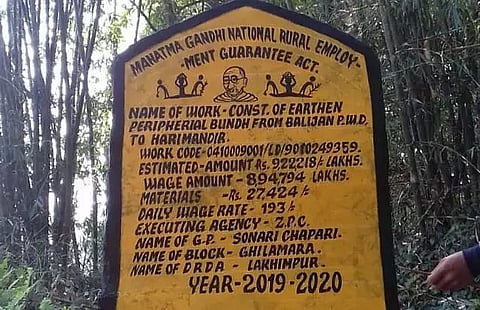 MAHATMA GANDHI NATIONAL RURAL EMPLOY-
-MENT GUARANTEE ACT.
NAME OF WORK - CONST. OF EARTHEN
PERIPHERIAL BUNDH FROM BALIJAN P.W.D.
TO HARIMANDIR.
WORK CODE-0410009001/LD/9010249359.
ESTIMATED-AMOUNT Rs. 922218/- LAKHS.
WAGE AMOUNT - 894794 LAKHS.
MATERIALS -Rs. 27,424/-
DAILY WAGE RATE - 193/-
EXECUTING AGENCY - Z.P.C.
NAME OF G.P. - SONARI CHAPARI.
NAME OF BLOCK - GHILAMARA.
NAME OF D.R.D.A - LAKHIMPUR.
YEAR-2019-2020